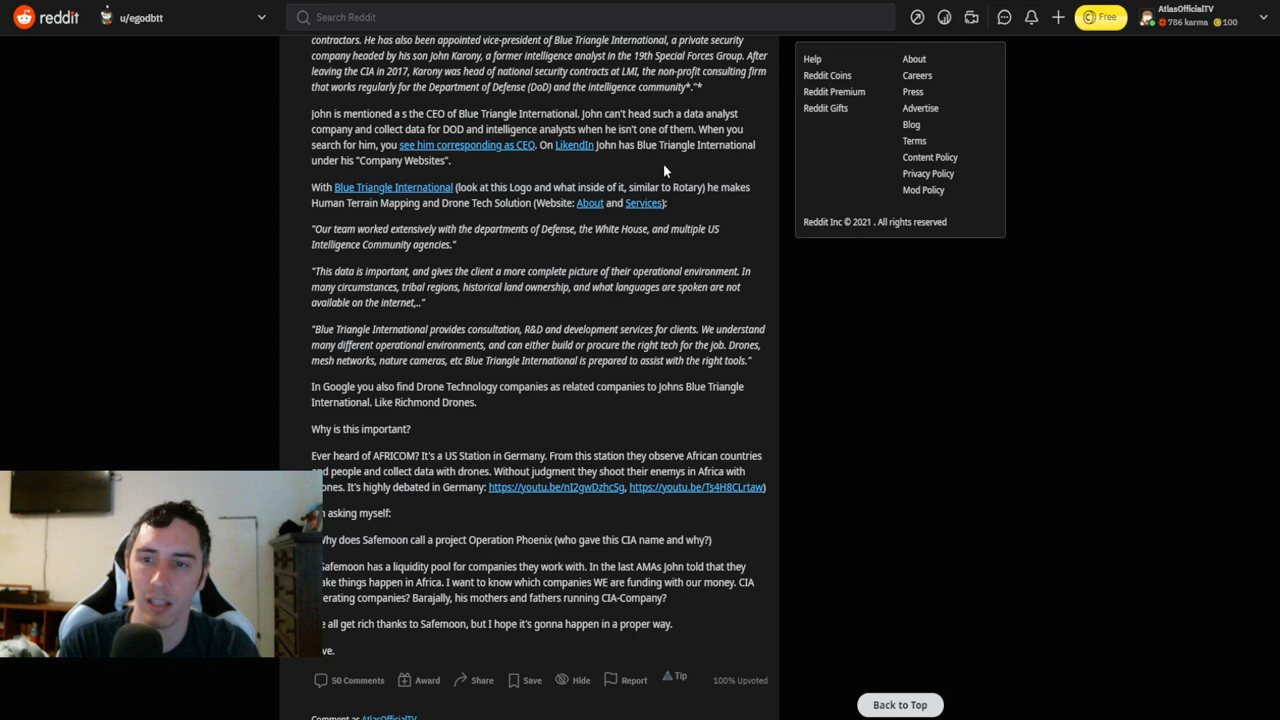 reddit
u/egodbtt
Search Reddit
Free
AtlasOfficialTV
786 karma 100
contractors. He has also been appointed vice-president of Blue Triangle International, a private security
company headed by his son John Karony, a former intelligence analyst in the 19th Special Forces Group. After
leaving the CIA in 2017, Karony was head of national security contracts at LMI, the non-profit consulting firm
that works regularly for the Department of Defense (DoD) and the intelligence community*."*
John is mentioned a s the CEO of Blue Triangle International. John can't head such a data analyst
company and collect data for DOD and intelligence analysts when he isn't one of them. When you
search for him, you see him corresponding as CEO. On LikendIn John has Blue Triangle International
under his "Company Websites".
With Blue Triangle International (look at this Logo and what inside of it, similar to Rotary) he makes
Human Terrain Mapping and Drone Tech Solution (Website: About and Services):
"Our team worked extensively with the departments of Defense, the White House, and multiple US
Intelligence Community agencies."
"This data is important, and gives the client a more complete picture of their operational environment. In
many circumstances, tribal regions, historical land ownership, and what languages are spoken are not
available on the internet,.."
"Blue Triangle International provides consultation, R&D and development services for clients. We understand
many different operational environments, and can either build or procure the right tech for the job. Drones,
mesh networks, nature cameras, etc Blue Triangle International is prepared to assist with the right tools."
In Google you also find Drone Technology companies as related companies to Johns Blue Triangle
International. Like Richmond Drones.
Why is this important?
Ever heard of AFRICOM? It's a US Station in Germany. From this station they observe African countries
and people and collect data with drones. Without judgment they shoot their enemys in Africa with
ones. It's highly debated in Germany: https://youtu.be/nI2gwDzhcSg, https://youtu.be/Ts4H8CLrtaw)
asking myself:
Why does Safemoon call a project Operation Phoenix (who gave this CIA name and why?)
Safemoon has a liquidity pool for companies they work with. In the last AMAs John told that they
ake things happen in Africa. I want to know which companies WE are funding with our money. CIA
erating companies? Barajally, his mothers and fathers running CIA-Company?
all get rich thanks to Safemoon, but I hope it's gonna happen in a proper way.
ve.
50 Comments Award Share Save Hide Report Tip 100% Upvoted
Comment as AtlasOfficialTV
Help About
Reddit Coins Careers
Reddit Premium Press
Reddit Gifts Advertise
Blog
Terms
Content Policy
Privacy Policy
Mod Policy
Reddit Inc © 2021 . All rights reserved
Back to Top